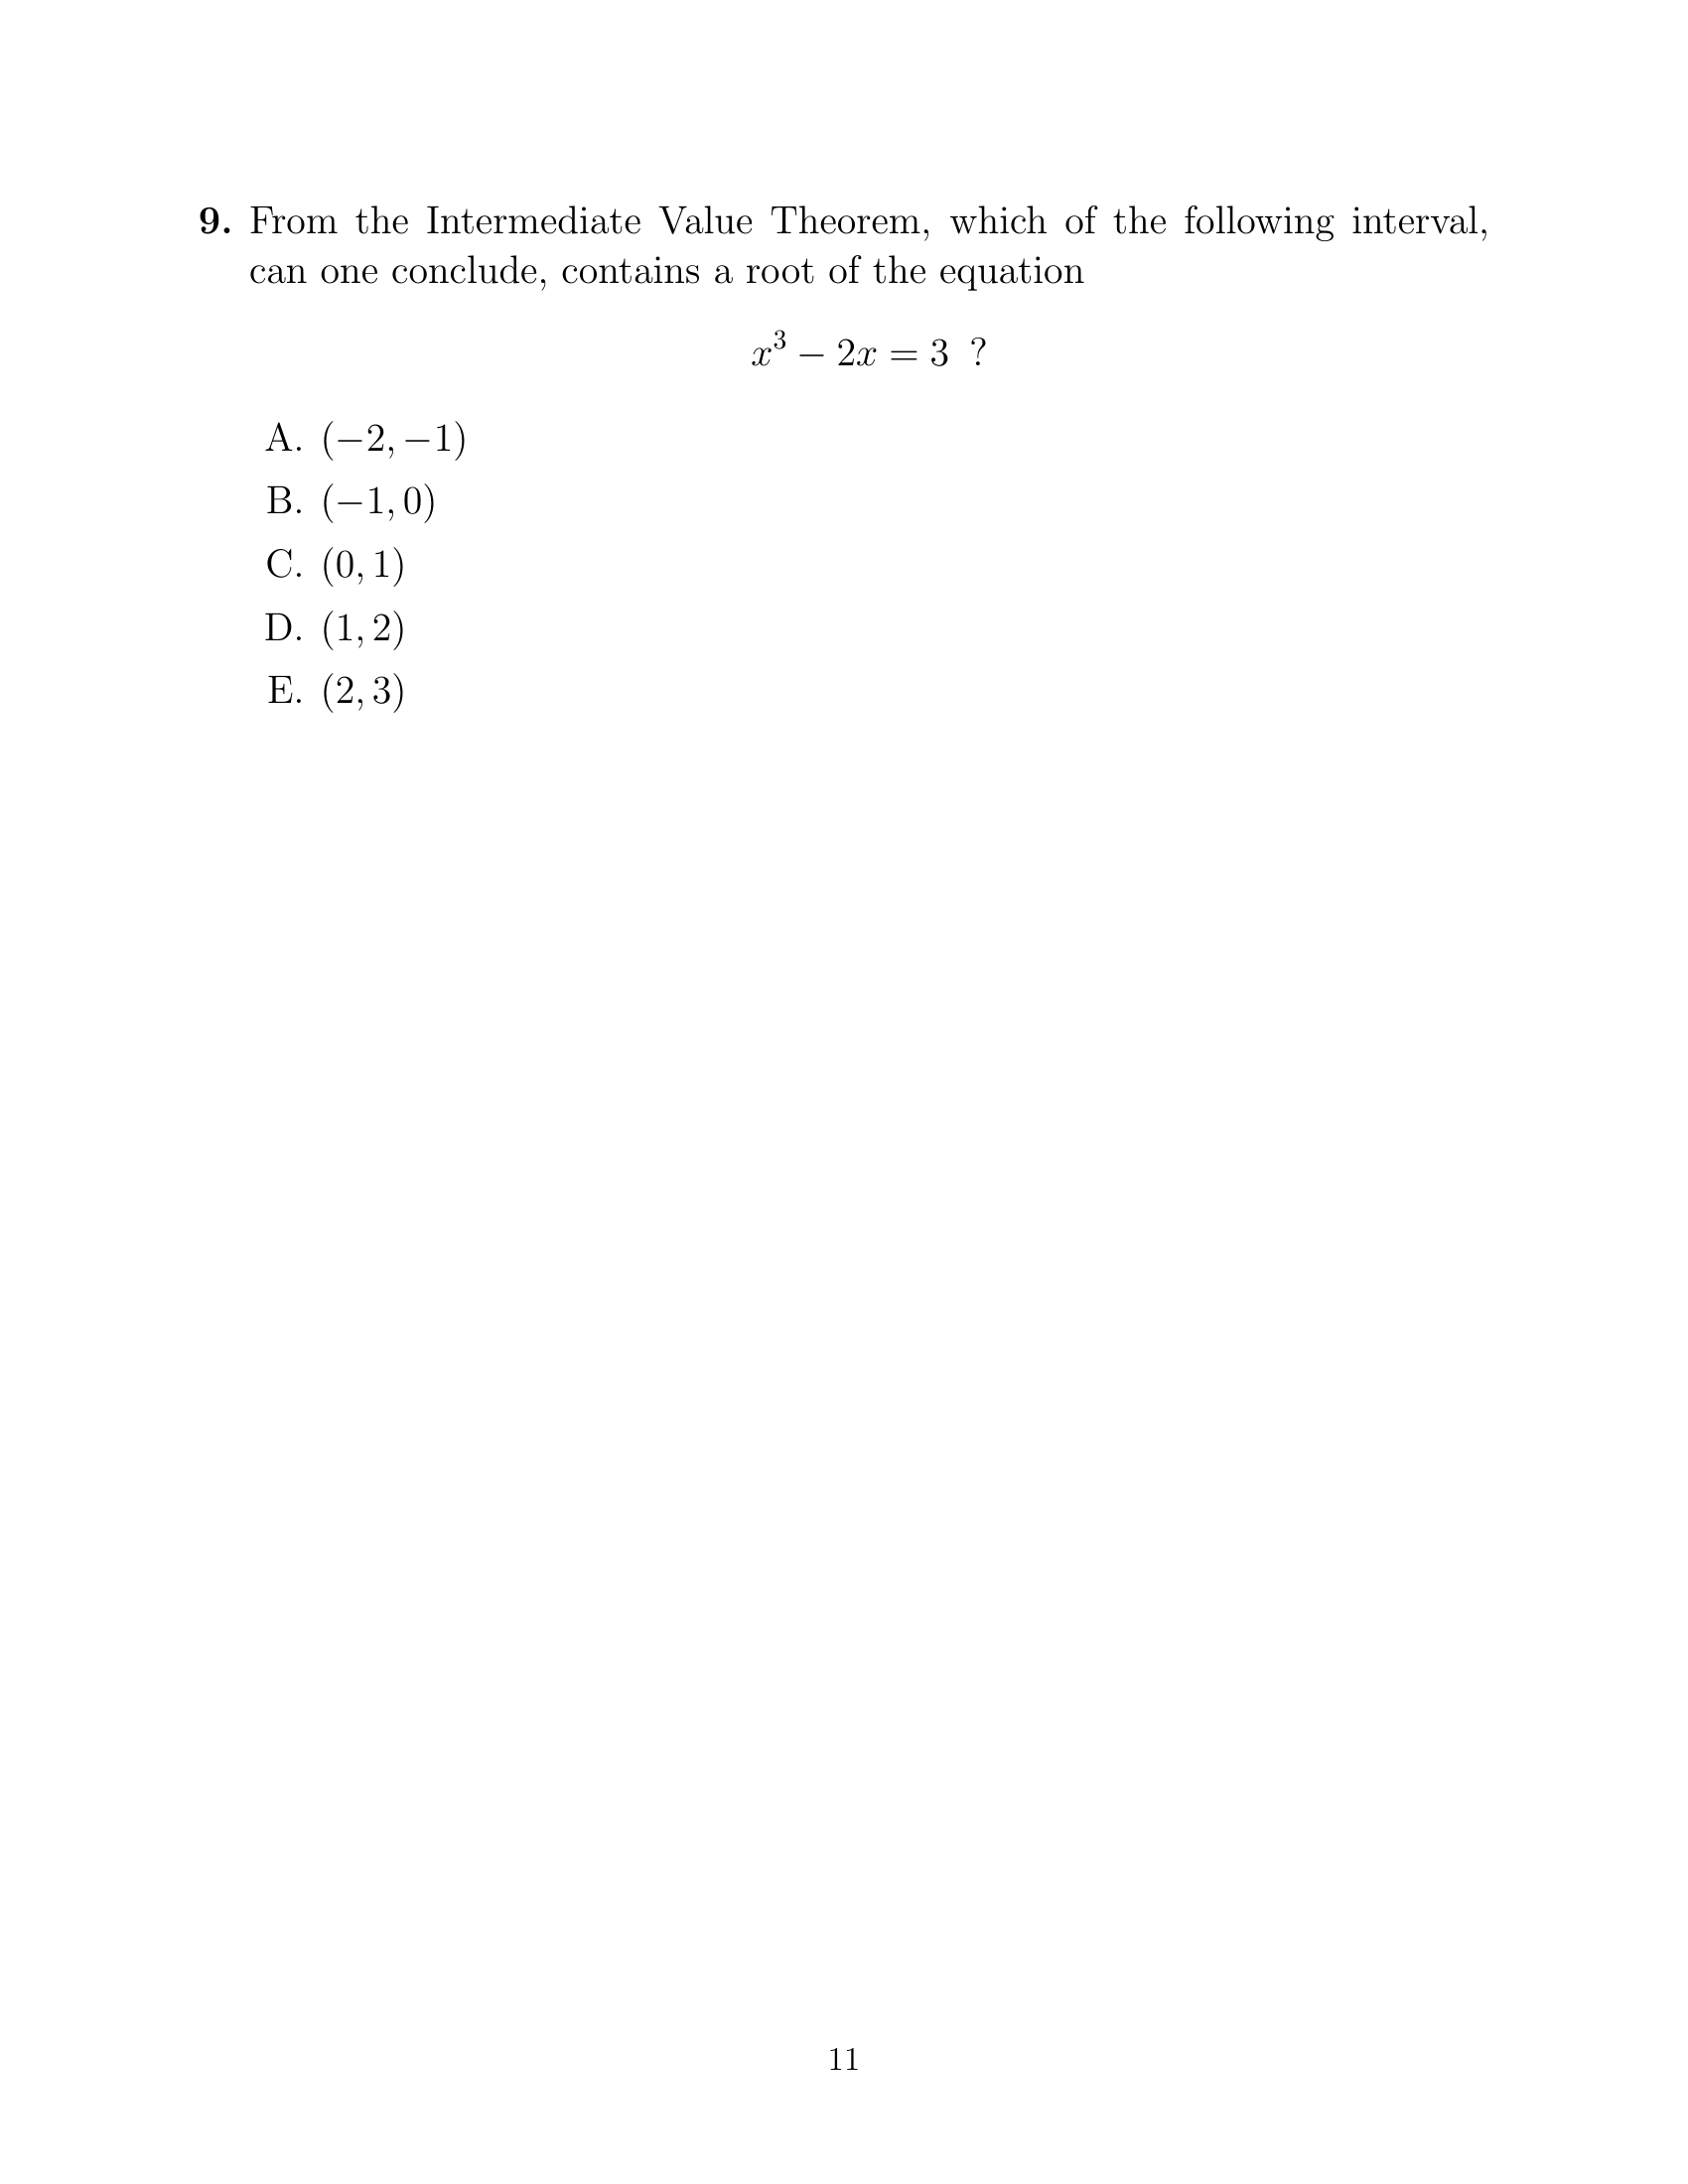 9. From the Intermediate Value Theorem, which of the following interval,
can one conclude, contains a root of the equation
x³ − 2x = 3 ?
A. (−2, −1)
B. (−1, 0)
C. (0, 1)
D. (1, 2)
E. (2, 3)
11